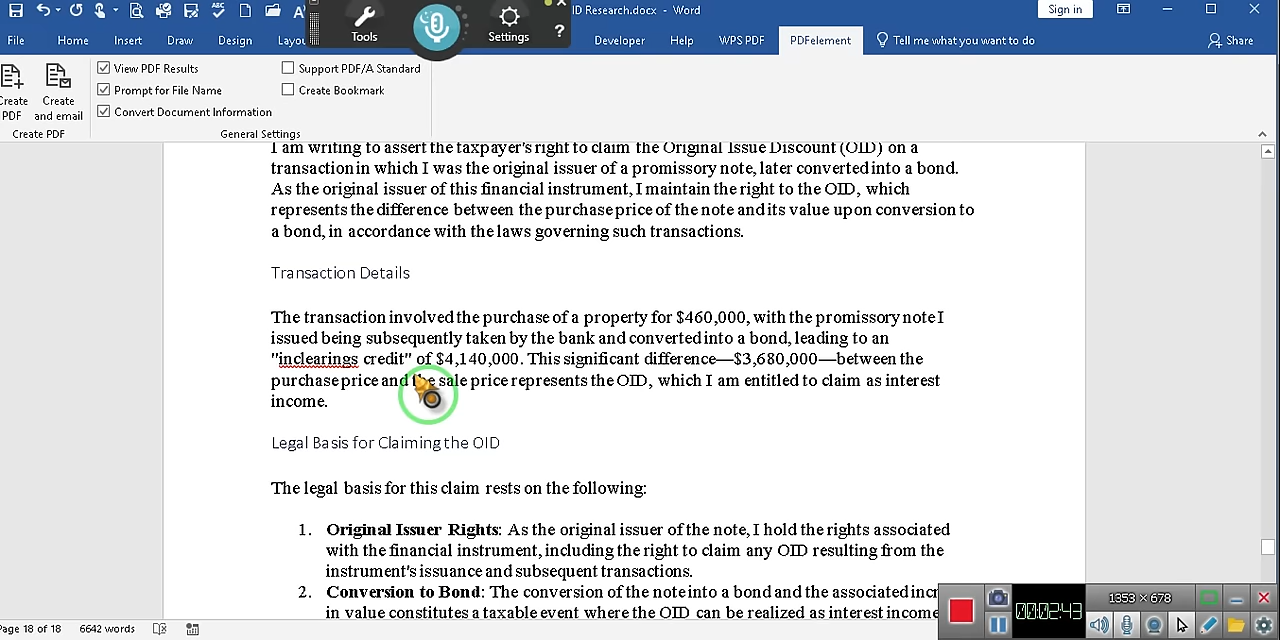 ID Research.docx - Word
Sign in
Tools
Settings
?
File
Home
Insert
Draw
Design
Layou
Developer
Help
WPS PDF
PDFelement
Tell me what you want to do
Share
Create PDF
Create and email
View PDF Results
Prompt for File Name
Convert Document Information
Support PDF/A Standard
Create Bookmark
Create PDF
General Settings
I am writing to assert the taxpayer's right to claim the Original Issue Discount (OID) on a
transaction in which I was the original issuer of a promissory note, later converted into a bond.
As the original issuer of this financial instrument, I maintain the right to the OID, which
represents the difference between the purchase price of the note and its value upon conversion to
a bond, in accordance with the laws governing such transactions.
Transaction Details
The transaction involved the purchase of a property for $460,000, with the promissory note I
issued being subsequently taken by the bank and converted into a bond, leading to an
"inclearings credit" of $4,140,000. This significant difference—$3,680,000—between the
purchase price and the sale price represents the OID, which I am entitled to claim as interest
income.
Legal Basis for Claiming the OID
The legal basis for this claim rests on the following:
1. Original Issuer Rights: As the original issuer of the note, I hold the rights associated
with the financial instrument, including the right to claim any OID resulting from the
instrument's issuance and subsequent transactions.
2. Conversion to Bond: The conversion of the note into a bond and the associated incr
in value constitutes a taxable event where the OID can be realized as interest income
1353 × 678
00:02:43
Page 18 of 18
6642 words